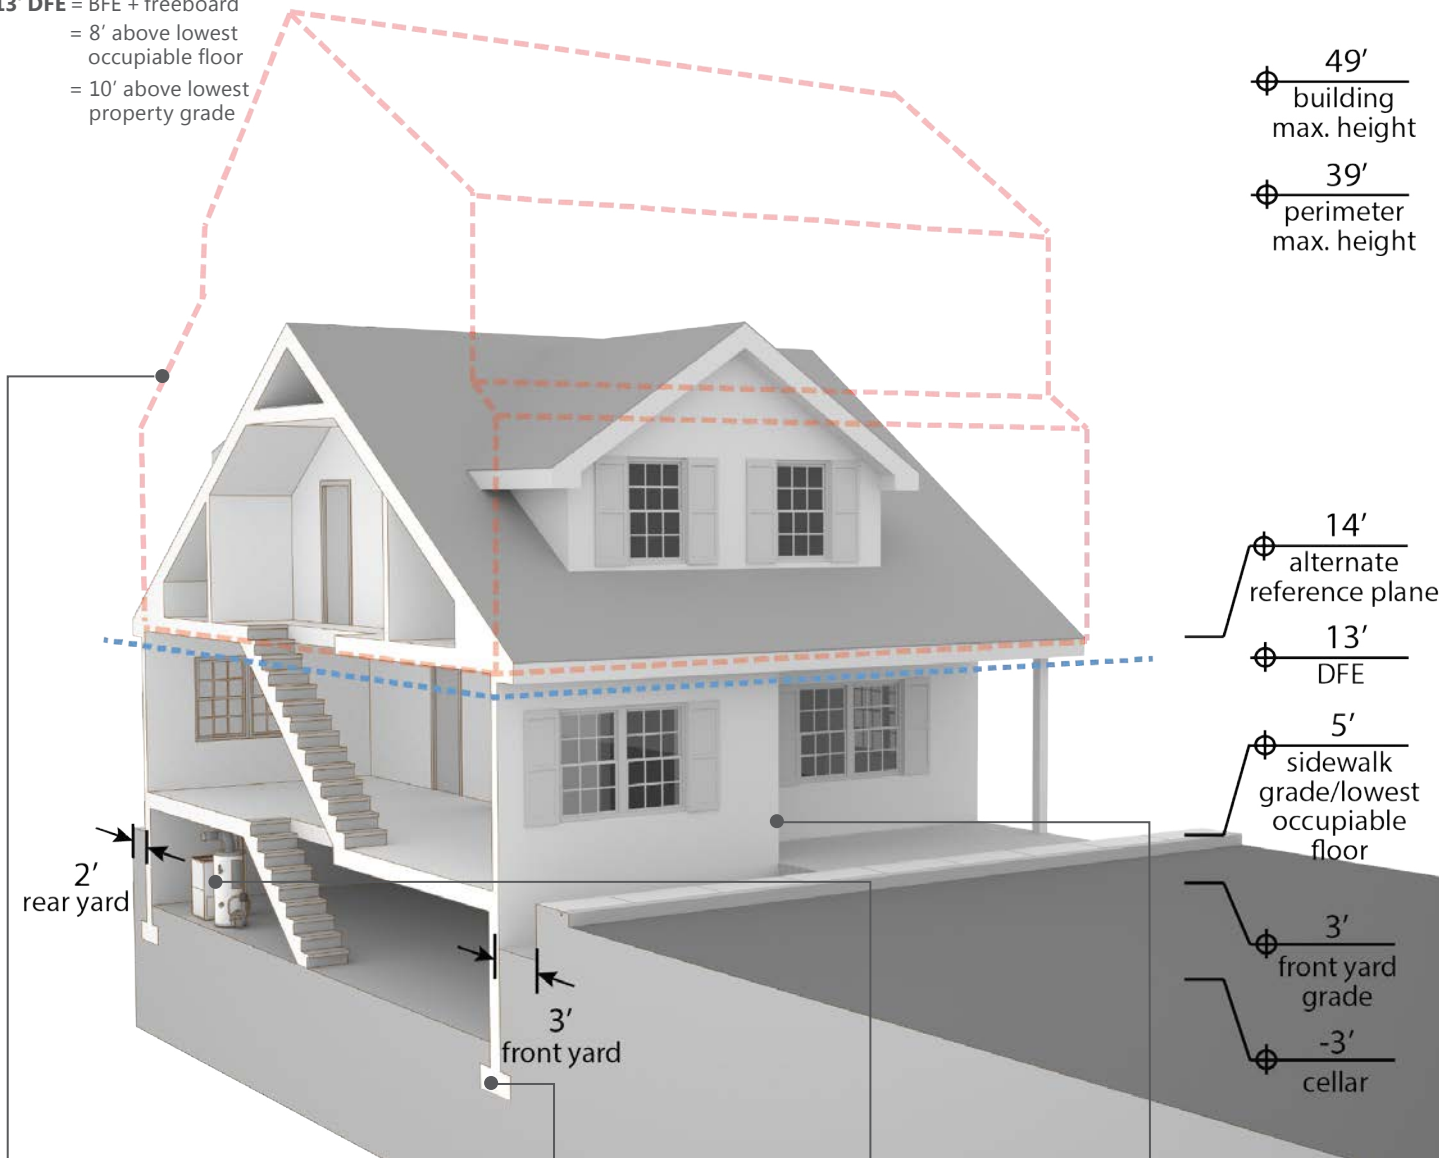 13' DFE = BFE + freeboard
= 8' above lowest
occupiable floor
= 10' above lowest
property grade
49'
building
max. height
39'
perimeter
max. height
14'
alternate
reference plane
13'
DFE
5'
sidewalk
grade/lowest
occupiable
floor
2'
rear yard
3'
front yard
grade
3'
front yard
-3'
cellar